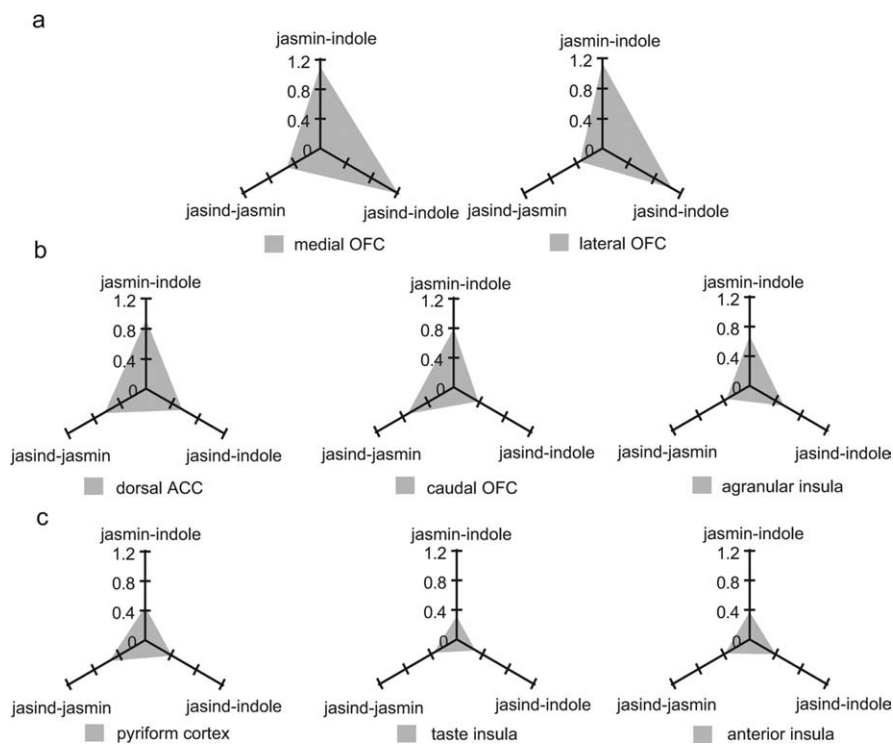 a
jasmin-indole jasmin-indole
1.2 1.2
0.8 0.8
0.4 0.4
0 0
jasind-jasmin jasind-indole jasind-jasmin jasind-indole
medial OFC lateral OFC
b
jasmin-indole jasmin-indole jasmin-indole
1.2 1.2 1.2
0.8 0.8 0.8
0.4 0.4 0.4
0 0 0
jasind-jasmin jasind-indole jasind-jasmin jasind-indole jasind-jasmin jasind-indole
dorsal ACC caudal OFC agranular insula
c
jasmin-indole jasmin-indole jasmin-indole
1.2 1.2 1.2
0.8 0.8 0.8
0.4 0.4 0.4
0 0 0
jasind-jasmin jasind-indole jasind-jasmin jasind-indole jasind-jasmin jasind-indole
pyriform cortex taste insula anterior insula